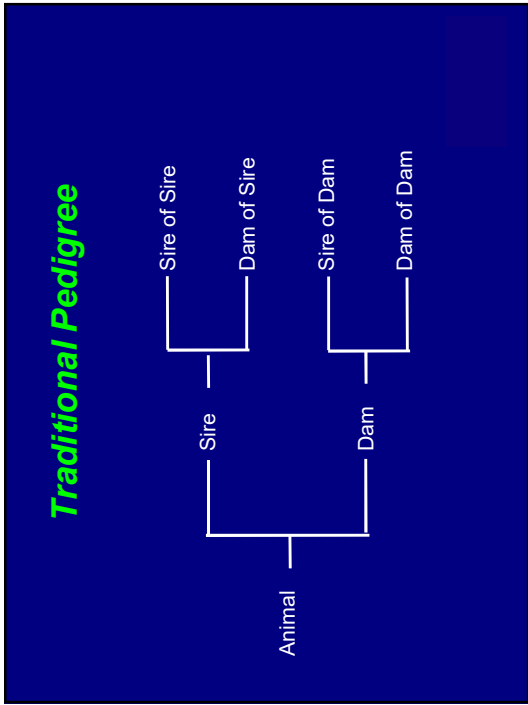 Traditional Pedigree
Sire of Sire
Sire
Dam of Sire
Animal
Sire of Dam
Dam
Dam of Dam